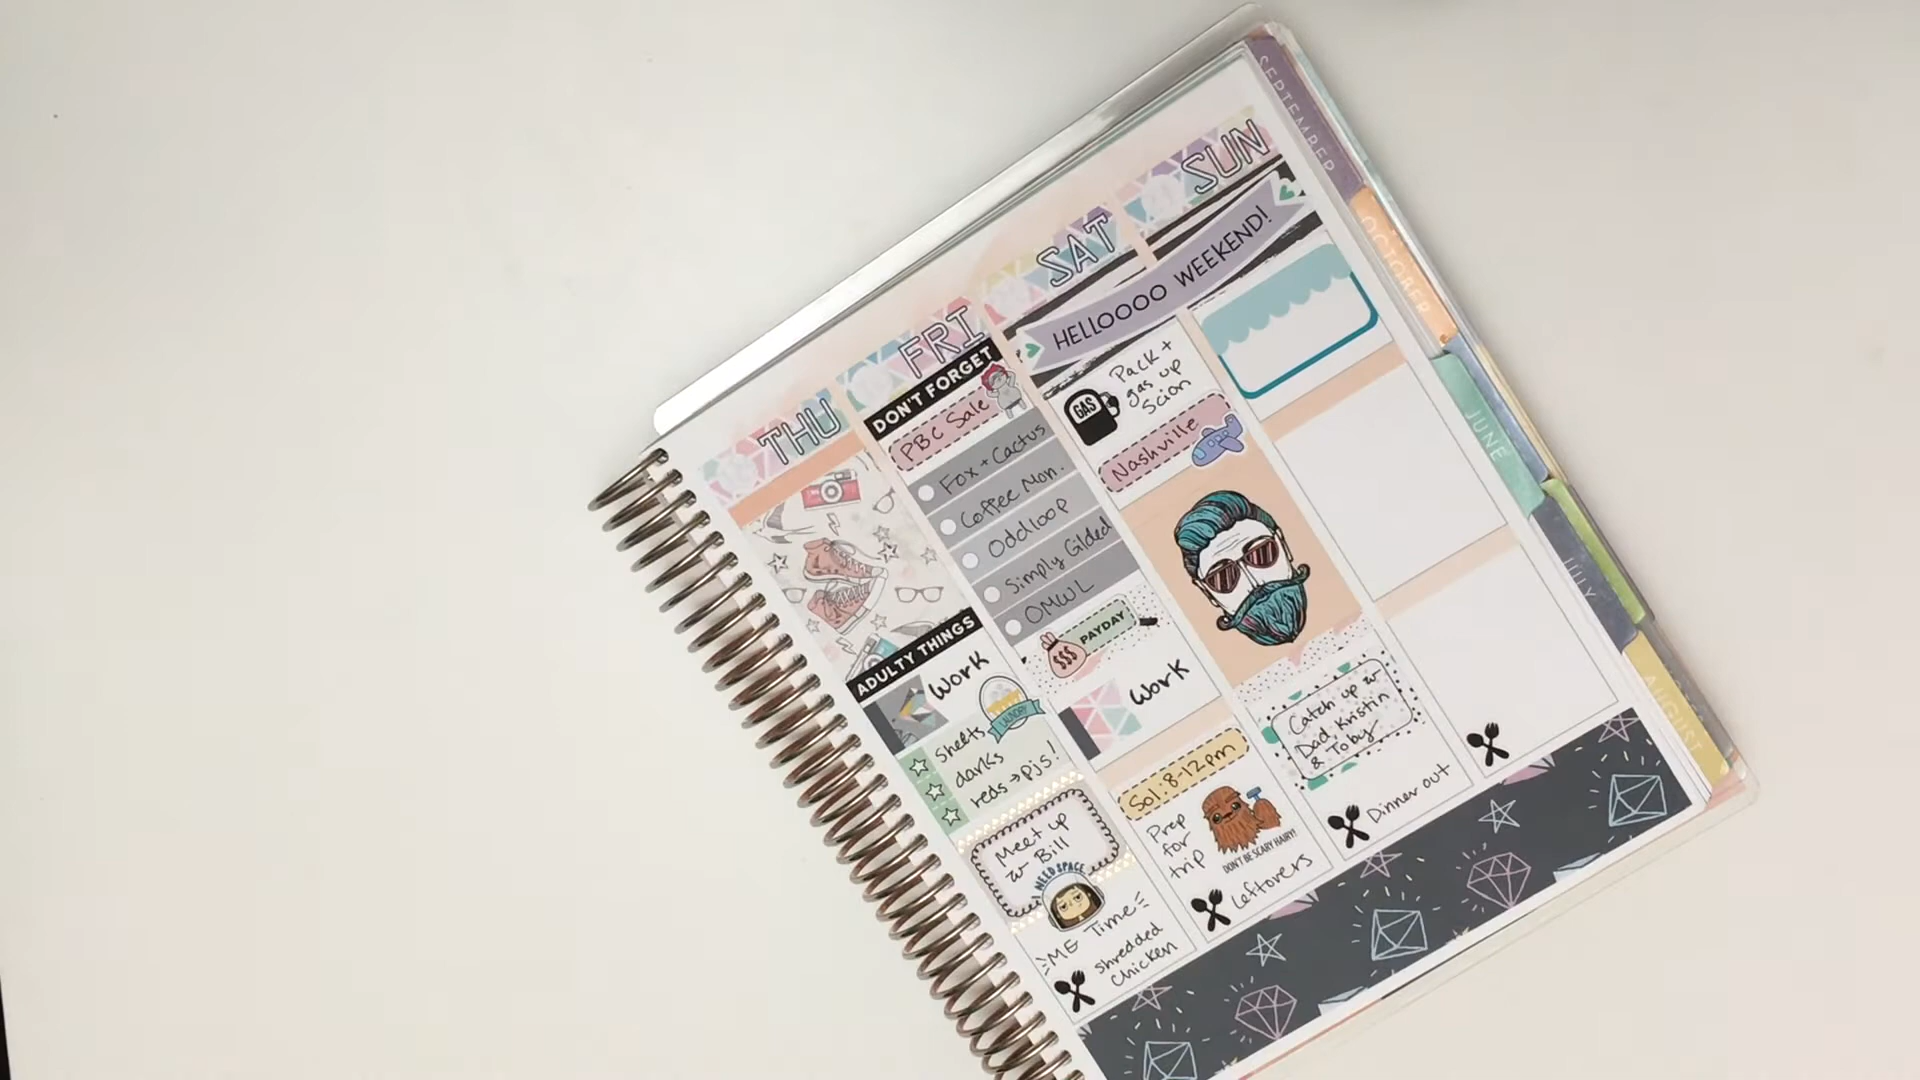 THU
ADULTY THINGS
Work
LAUNDRY
sheets
darks
reds → pjs!
Meet up
w Bill
I NEED SPACE
ME Time
shredded
chicken
FRI
DON'T FORGET
PBC Sale
Fox + Cactus
Coffee Mon.
Oddloop
Simply Gilded
OMWL
$$$ PAYDAY
Work
Sol: 8-12pm
Prep
for
trip
DON'T BE SCARY HAIRY!
leftovers
SAT
HELLOOOO WEEKEND!
GAS
Pack +
gas up
Scion
Nashville
Catch up w
Dad, Kristin
& Toby
Dinner out
SUN
SEPTEMBER
OCTOBER
JUNE
JULY
AUGUST